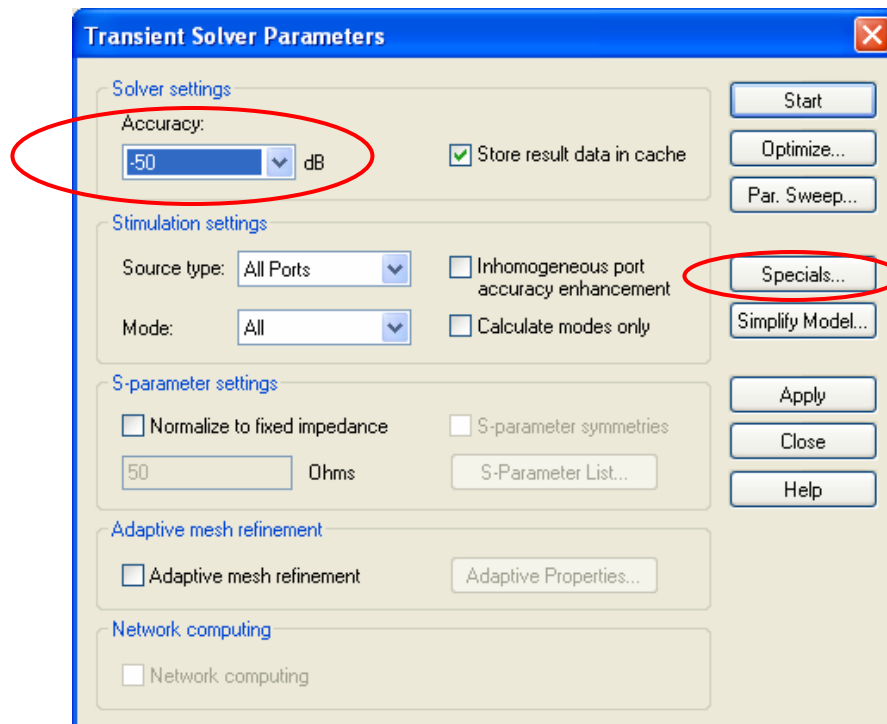 Transient Solver Parameters
Solver settings
Accuracy:
-50 dB
Store result data in cache
Start
Optimize...
Par. Sweep...
Stimulation settings
Source type: All Ports
Inhomogeneous port
accuracy enhancement
Mode: All
Calculate modes only
Specials...
Simplify Model...
S-parameter settings
Normalize to fixed impedance
S-parameter symmetries
50 Ohms
S-Parameter List...
Apply
Close
Help
Adaptive mesh refinement
Adaptive mesh refinement
Adaptive Properties...
Network computing
Network computing